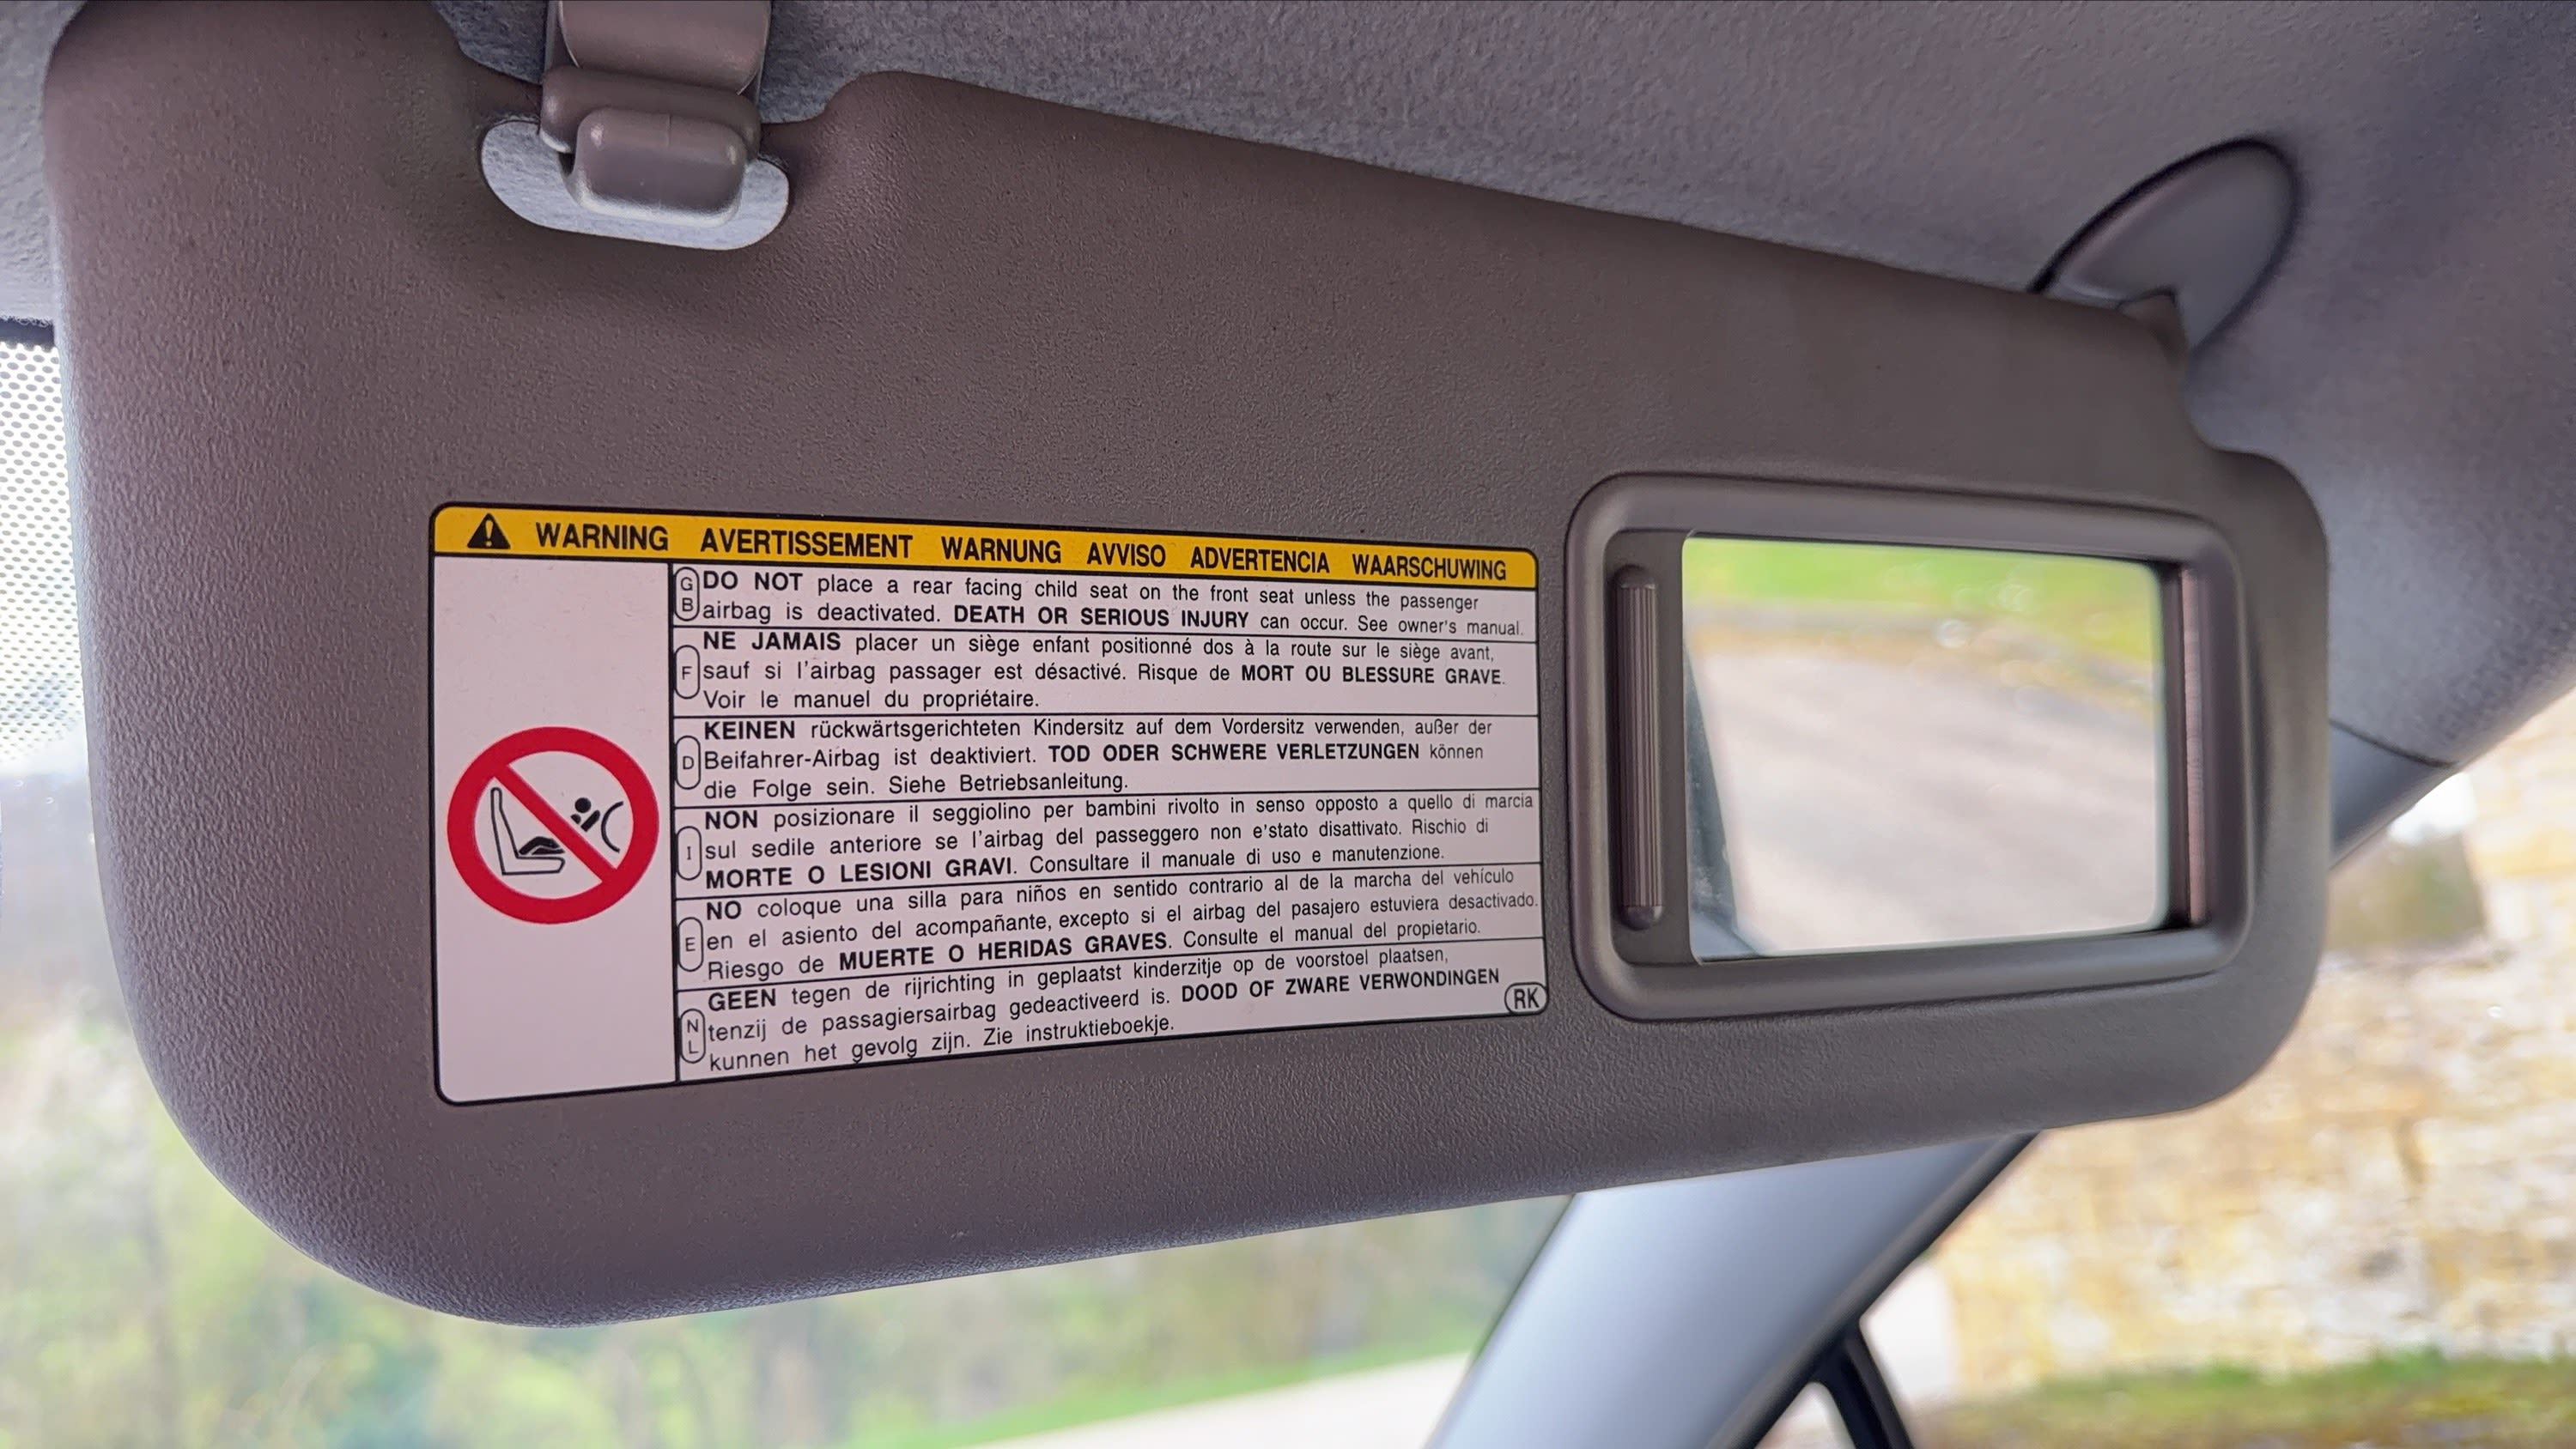 WARNING AVERTISSEMENT WARNUNG AVVISO ADVERTENCIA WAARSCHUWING
GB DO NOT place a rear facing child seat on the front seat unless the passenger
airbag is deactivated. DEATH OR SERIOUS INJURY can occur. See owner's manual.
NE JAMAIS placer un siège enfant positionné dos à la route sur le siège avant,
F sauf si l'airbag passager est désactivé. Risque de MORT OU BLESSURE GRAVE.
Voir le manuel du propriétaire.
KEINEN rückwärtsgerichteten Kindersitz auf dem Vordersitz verwenden, außer der
D Beifahrer-Airbag ist deaktiviert. TOD ODER SCHWERE VERLETZUNGEN können
die Folge sein. Siehe Betriebsanleitung.
NON posizionare il seggiolino per bambini rivolto in senso opposto a quello di marcia
I sul sedile anteriore se l'airbag del passeggero non e'stato disattivato. Rischio di
MORTE O LESIONI GRAVI. Consultare il manuale di uso e manutenzione.
NO coloque una silla para niños en sentido contrario al de la marcha del vehículo
E en el asiento del acompañante, excepto si el airbag del pasajero estuviera desactivado.
Riesgo de MUERTE O HERIDAS GRAVES. Consulte el manual del propietario.
GEEN tegen de rijrichting in geplaatst kinderzitje op de voorstoel plaatsen,
NL tenzij de passagiersairbag gedeactiveerd is. DOOD OF ZWARE VERWONDINGEN
kunnen het gevolg zijn. Zie instruktieboekje.
RK